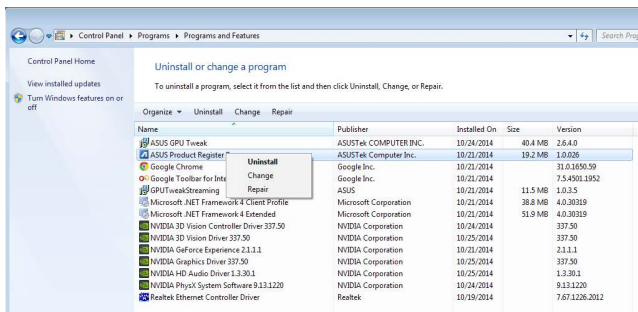 Control Panel ▸ Programs ▸ Programs and Features
Search Prog
Control Panel Home
View installed updates
Turn Windows features on or
off
Uninstall or change a program
To uninstall a program, select it from the list and then click Uninstall, Change, or Repair.
Organize Uninstall Change Repair
Name Publisher Installed On Size Version
ASUS GPU Tweak ASUSTek COMPUTER INC. 10/24/2014 40.4 MB 2.6.4.0
ASUS Product Register ASUSTek Computer Inc. 10/21/2014 19.2 MB 1.0.026
Google Chrome Google Inc. 10/21/2014 31.0.1650.59
Google Toolbar for Inte Google Inc. 10/21/2014 7.5.4501.1952
GPUTweakStreaming ASUS 10/21/2014 11.5 MB 1.0.3.5
Microsoft .NET Framework 4 Client Profile Microsoft Corporation 10/21/2014 38.8 MB 4.0.30319
Microsoft .NET Framework 4 Extended Microsoft Corporation 10/21/2014 51.9 MB 4.0.30319
NVIDIA 3D Vision Controller Driver 337.50 NVIDIA Corporation 10/24/2014 337.50
NVIDIA 3D Vision Driver 337.50 NVIDIA Corporation 10/25/2014 337.50
NVIDIA GeForce Experience 2.1.1.1 NVIDIA Corporation 10/21/2014 2.1.1.1
NVIDIA Graphics Driver 337.50 NVIDIA Corporation 10/25/2014 337.50
NVIDIA HD Audio Driver 1.3.30.1 NVIDIA Corporation 10/25/2014 1.3.30.1
NVIDIA PhysX System Software 9.13.1220 NVIDIA Corporation 10/24/2014 9.13.1220
Realtek Ethernet Controller Driver Realtek 10/19/2014 7.67.1226.2012
Uninstall
Change
Repair